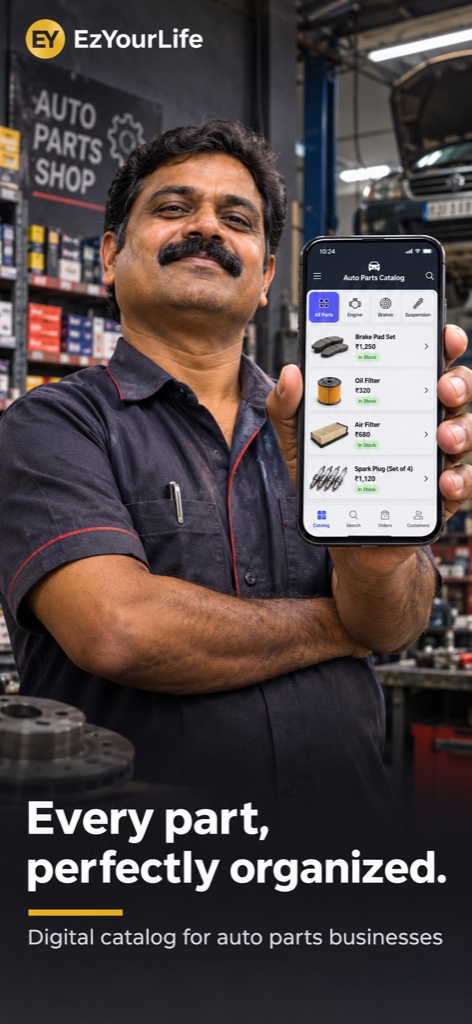 EY EzYourLife
AUTO
PARTS
SHOP
10:24
Auto Parts Catalog
All Parts
Engine
Brakes
Suspension
Brake Pad Set
₹1,250
In Stock
Oil Filter
₹320
In Stock
Air Filter
₹680
In Stock
Spark Plug (Set of 4)
₹1,120
In Stock
Catalog
Search
Orders
Customers
Every part,
perfectly organized.
Digital catalog for auto parts businesses